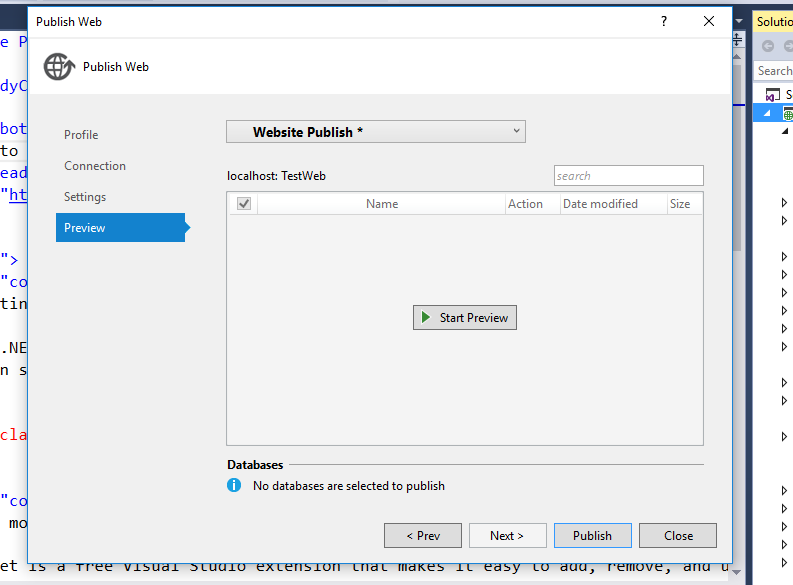 Publish Web
?
Publish Web
Profile
Connection
Settings
Preview
Website Publish *
localhost: TestWeb
search
Name Action Date modified Size
Start Preview
Databases
No databases are selected to publish
< Prev Next > Publish Close
Solutio
Search
S
e P
dyC
bot
to
ead
"ht
">
"co
tin
.NE
n s
cla
"co
mo
et is a free Visual Studio extension that makes it easy to add, remove, and u